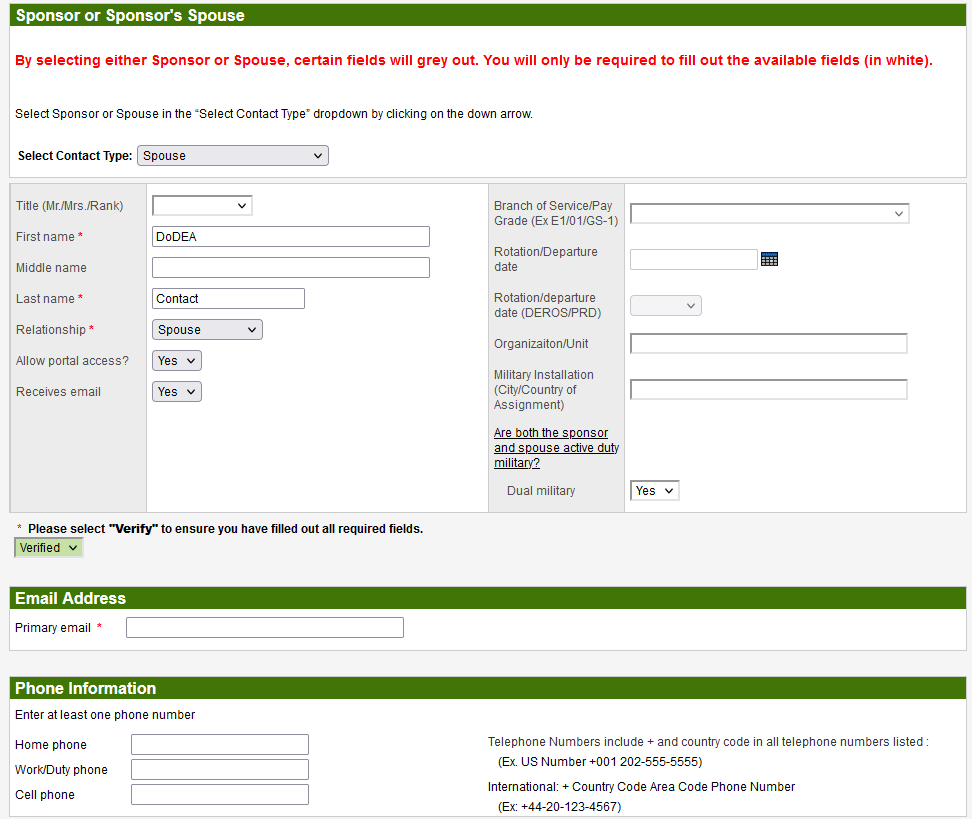 Sponsor or Sponsor's Spouse
By selecting either Sponsor or Spouse, certain fields will grey out. You will only be required to fill out the available fields (in white).
Select Sponsor or Spouse in the “Select Contact Type” dropdown by clicking on the down arrow.
Select Contact Type: Spouse
Title (Mr./Mrs./Rank)
First name * DoDEA
Middle name
Last name * Contact
Relationship * Spouse
Allow portal access? Yes
Receives email Yes
Branch of Service/Pay
Grade (Ex E1/01/GS-1)
Rotation/Departure
date
Rotation/departure
date (DEROS/PRD)
Organizaiton/Unit
Military Installation
(City/Country of
Assignment)
Are both the sponsor
and spouse active duty
military?
Dual military Yes
* Please select "Verify" to ensure you have filled out all required fields.
Verified
Email Address
Primary email *
Phone Information
Enter at least one phone number
Home phone
Work/Duty phone
Cell phone
Telephone Numbers include + and country code in all telephone numbers listed :
(Ex. US Number +001 202-555-5555)
International: + Country Code Area Code Phone Number
(Ex: +44-20-123-4567)